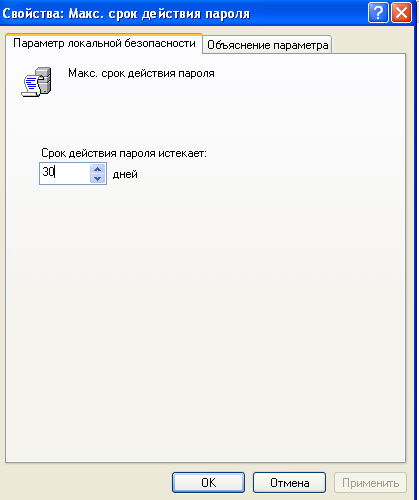 Свойства: Макс. срок действия пароля
Параметр локальной безопасности
Объяснение параметра
Макс. срок действия пароля
Срок действия пароля истекает:
30 дней
OK Отмена Применить